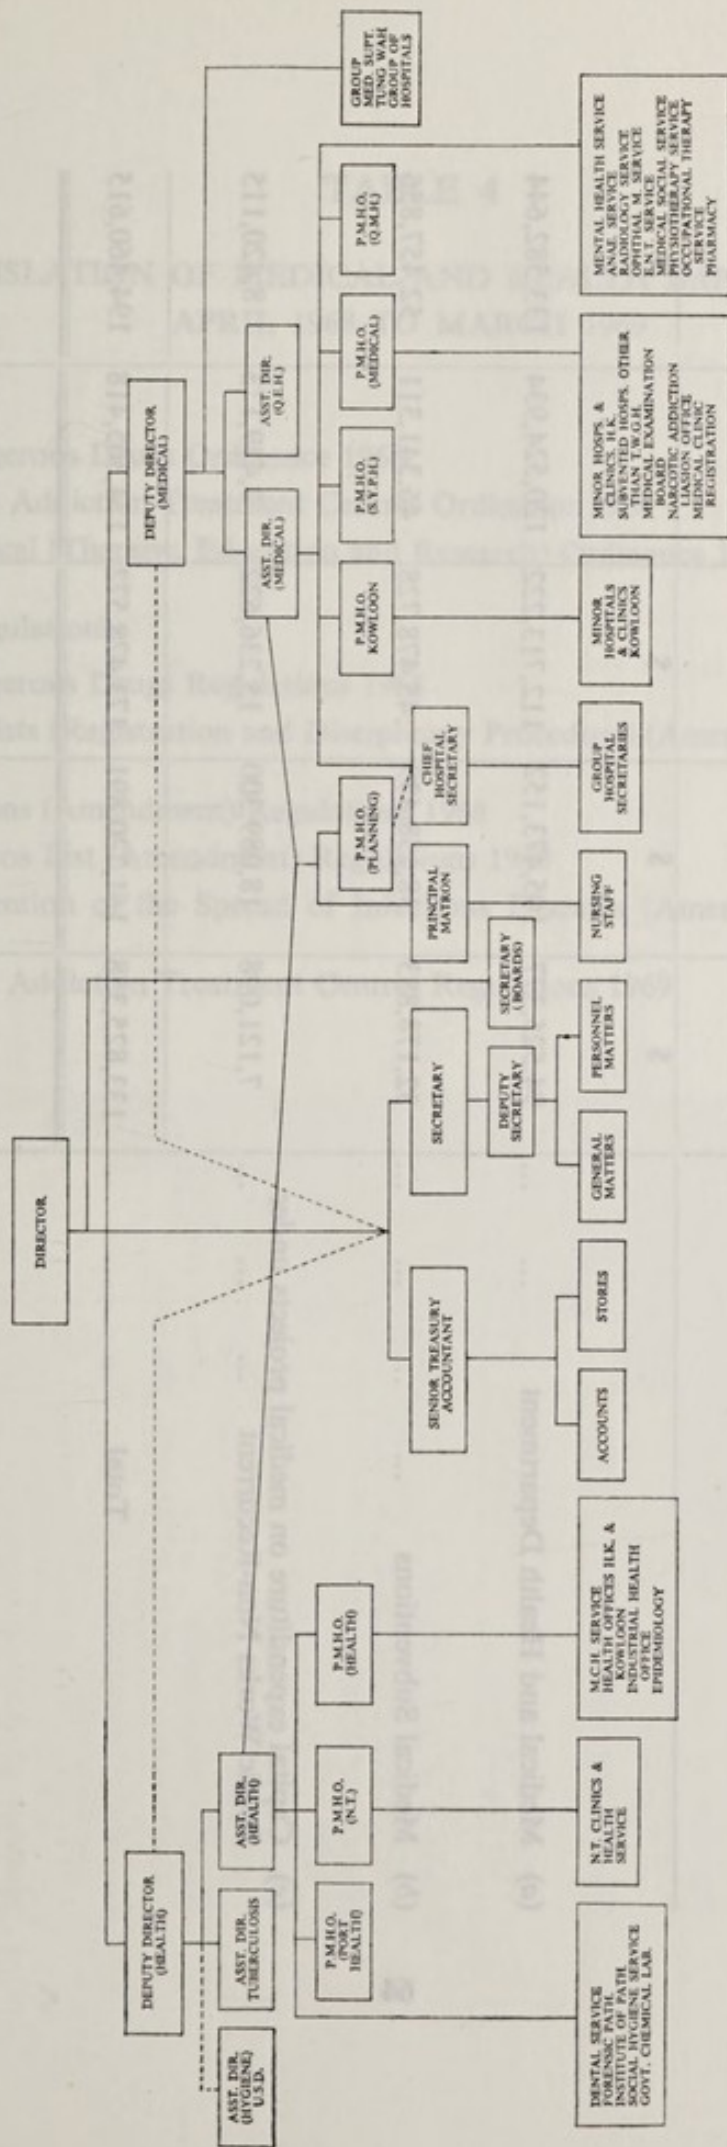 DIRECTOR
DEPUTY DIRECTOR
(HEALTH)
DEPUTY DIRECTOR
(MEDICAL)
ASST. DIR.
(HYGIENE)
U.S.D.
ASST. DIR.
TUBERCULOSIS
ASST. DIR.
(HEALTH)
ASST. DIR.
(MEDICAL)
ASST. DIR.
(Q.E.H.)
GROUP
MED. SUPT.
TUNG WAH
GROUP OF
HOSPITALS
P.M.H.O.
(PORT
HEALTH)
P.M.H.O.
(N.T.)
P.M.H.O.
(HEALTH)
P.M.H.O.
(PLANNING)
P.M.H.O.
KOWLOON
P.M.H.O.
(S.Y.P.H.)
P.M.H.O.
(MEDICAL)
P.M.H.O.
(Q.M.H.)
SENIOR TREASURY
ACCOUNTANT
SECRETARY
PRINCIPAL
MATRON
CHIEF
HOSPITAL
SECRETARY
DEPUTY
SECRETARY
SECRETARY
(BOARDS)
DENTAL SERVICE
FORENSIC PATH.
INSTITUTE OF PATH.
SOCIAL HYGIENE SERVICE
GOVT. CHEMICAL LAB.
N.T. CLINICS &
HEALTH
SERVICE
M.C.H. SERVICE
HEALTH OFFICES H.K. &
KOWLOON
INDUSTRIAL HEALTH
OFFICE
EPIDEMIOLOGY
ACCOUNTS
STORES
GENERAL
MATTERS
PERSONNEL
MATTERS
NURSING
STAFF
GROUP
HOSPITAL
SECRETARIES
MINOR
HOSPITALS
& CLINICS
KOWLOON
MINOR HOSPS. &
CLINICS, H.K.
SUBVENTED HOSPS. OTHER
THAN T.W.G.H.
MEDICAL EXAMINATION
BOARD
NARCOTIC ADDICTION
LIAISION OFFICE
MEDICAL CLINIC
REGISTRATION
MENTAL HEALTH SERVICE
ANAE. SERVICE
RADIOLOGY SERVICE
OPHTHAL M. SERVICE
E.N.T. SERVICE
MEDICAL SOCIAL SERVICE
PHYSIOTHERAPY SERVICE
OCCUPATIONAL THERAPY
SERVICE
PHARMACY